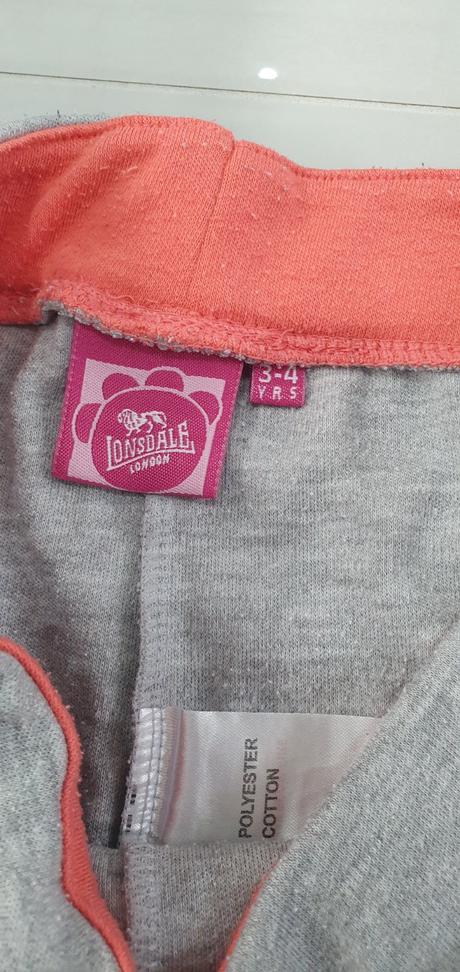 LONSDALE
LONDON
3-4
YRS
POLYESTER
COTTON